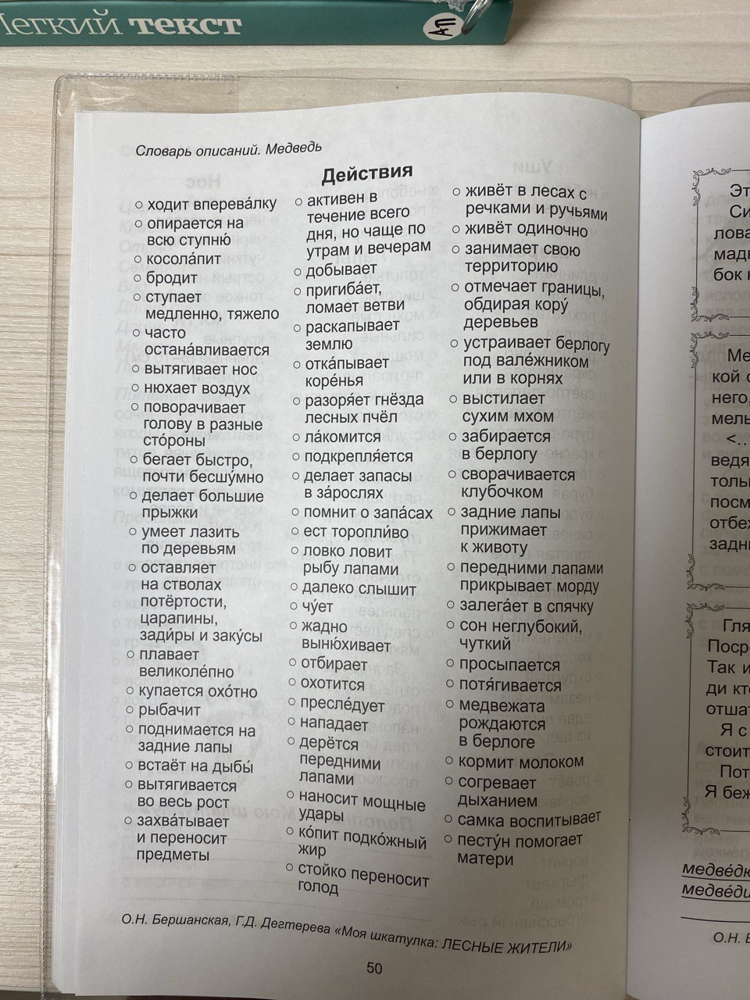 Легкий текст
АП
Словарь описаний. Медведь
Действия
○ ходит вперева́лку
○ опирается на
всю ступню́
○ косола́пит
○ бродит
○ ступает
медленно, тяжело
○ часто
остана́вливается
○ вытягивает нос
○ нюхает воздух
○ поворачивает
голову в разные
сто́роны
○ бегает быстро,
почти бесшу́мно
○ делает большие
прыжки
○ умеет лазить
по деревьям
○ оставляет
на стволах
потёртости,
царапины,
зади́ры и заку́сы
○ плавает
великоле́пно
○ купается охо́тно
○ рыбачит
○ поднимается на
задние лапы
○ встаёт на дыбы́
○ вытягивается
во весь рост
○ захва́тывает
и переносит
предметы
○ активен в
течение всего
дня, но чаще по
утрам и вечерам
○ добывает
○ пригиба́ет,
ломает ветви
○ раскапывает
землю
○ отка́пывает
коре́нья
○ разоря́ет гнёзда
лесных пчёл
○ ла́комится
○ подкрепля́ется
○ делает запасы
в за́рослях
○ помнит о запа́сах
○ ест торопли́во
○ ловко ловит
рыбу лапами
○ далеко слышит
○ чу́ет
○ жадно
выню́хивает
○ отбирает
○ охотится
○ пресле́дует
○ нападает
○ дерётся
передними
лапами
○ наносит мощные
удары
○ ко́пит подко́жный
жир
○ стойко переносит
голод
○ живёт в лесах с
речками и ручьями
○ живёт одиночно
○ занимает свою
территорию
○ отмечает границы,
обдирая кору́
деревьев
○ устраивает берлогу
под вале́жником
или в корнях
○ выстилает
сухим мхом
○ забирается
в берлогу
○ сворачивается
клубочком
○ задние лапы
прижимает
к животу
○ передними лапами
прикрывает морду
○ залега́ет в спячку
○ сон неглубокий,
чуткий
○ просыпается
○ потя́гивается
○ медвежата
рождаются
в берлоге
○ кормит молоком
○ согревает
дыханием
○ самка воспитывает
○ песту́н помогает
матери
О.Н. Бершанская, Г.Д. Дегтерева «Моя шкатулка: ЛЕСНЫЕ ЖИТЕЛИ»
50
Я с
Я беж
О.Н.